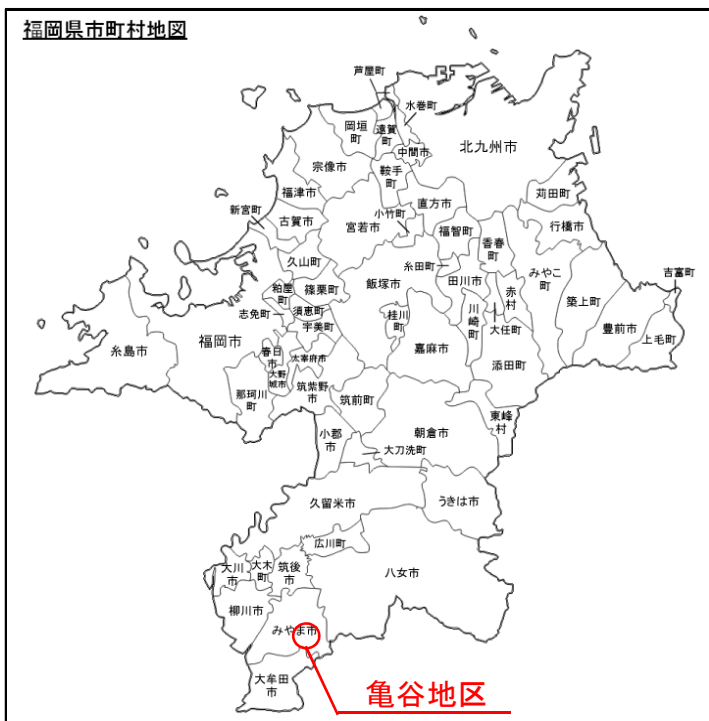 福岡県市町村地図
芦屋町
水巻町
岡垣
町
遠賀
町
北九州市
中間市
宗像市
鞍手
町
福津市
直方市
苅田町
新宮町
古賀市
宮若市
小竹町
福智町
行橋市
香春
町
久山町
糸田町
みやこ
町
吉富町
飯塚市
田川市
粕屋
町
篠栗町
赤
村
築上町
志免町
須恵町
桂川
町
川
崎
町
豊前市
宇美町
大任町
上毛町
糸島市
福岡市
春日
市
太宰府市
嘉麻市
添田町
大野
城市
筑紫野
市
那珂川
町
筑前町
東峰
村
小郡
市
朝倉市
大刀洗町
久留米市
うきは市
広川町
大川
市
大木
町
筑後
市
八女市
柳川市
みやま市
大牟田
市
亀谷地区